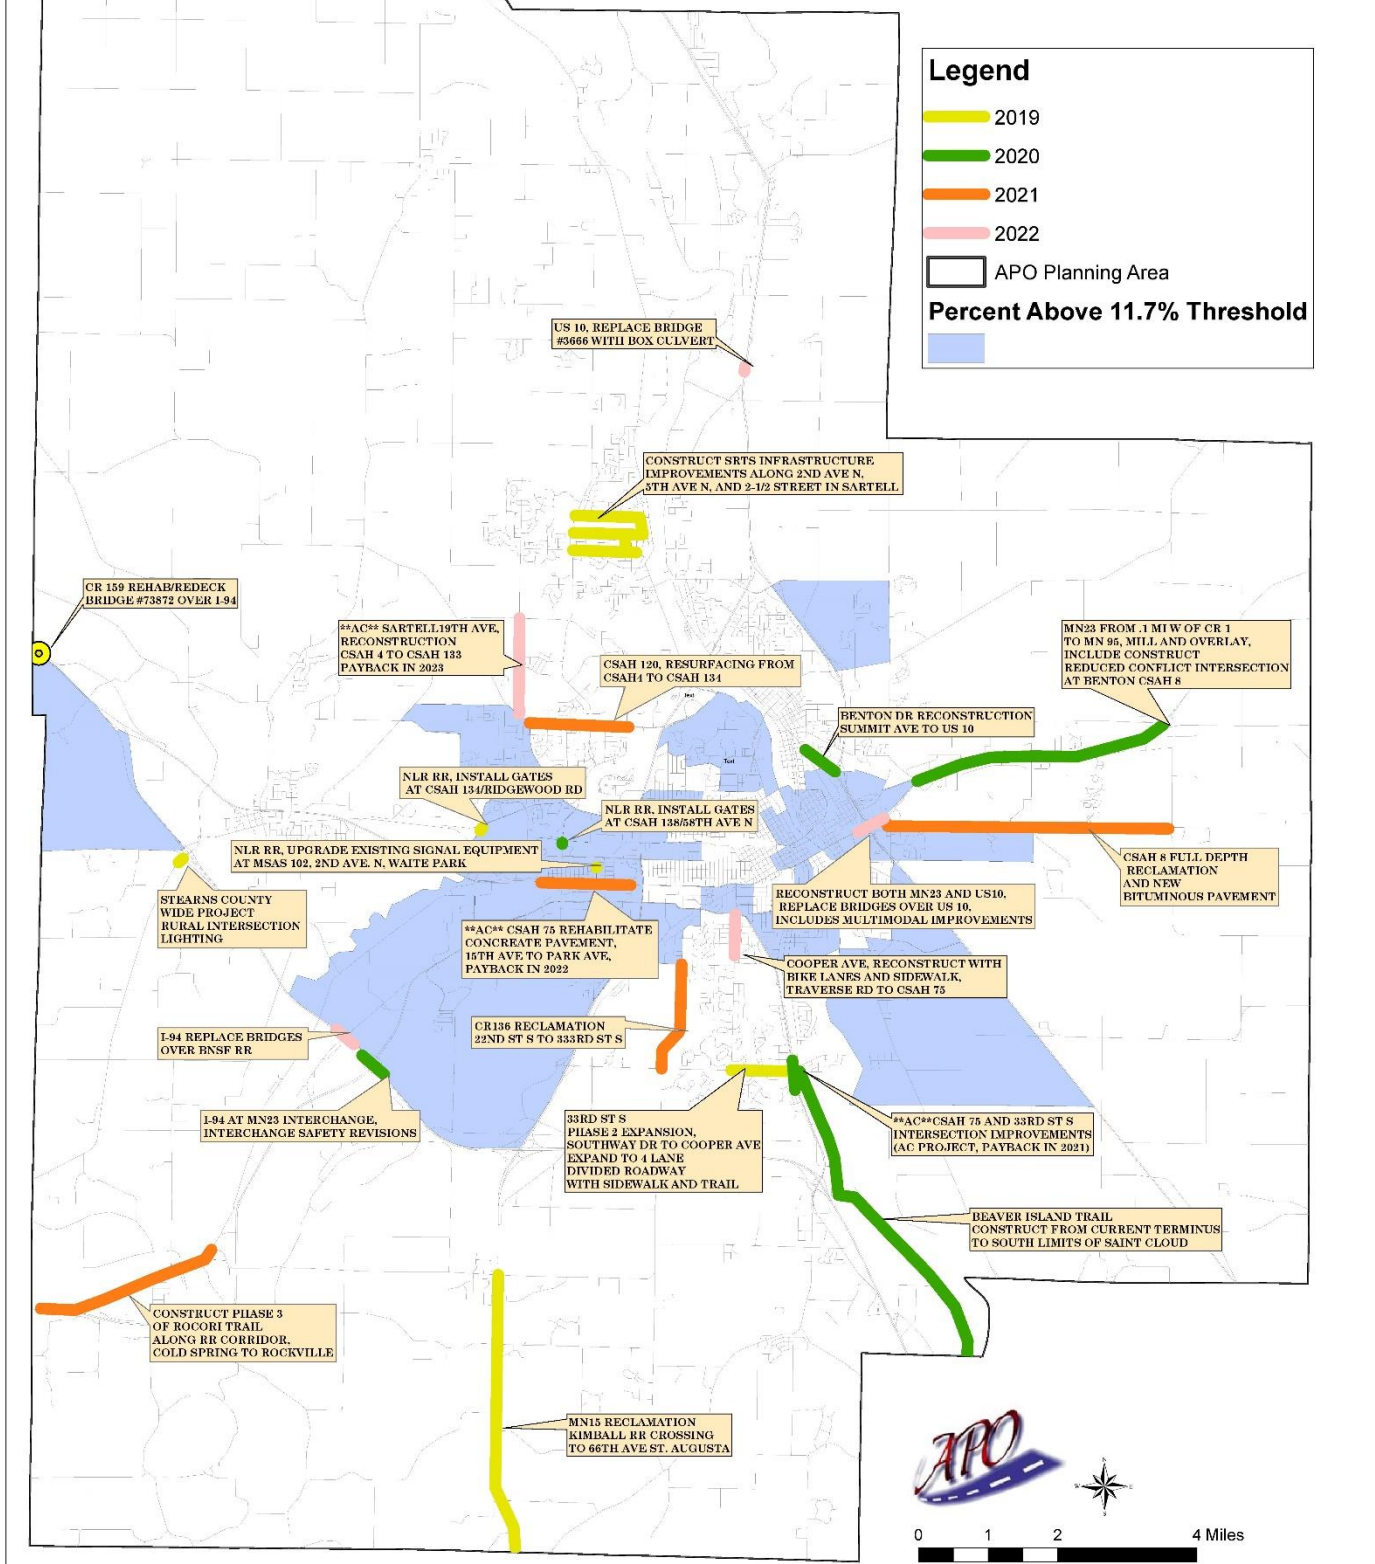 Legend
2019
2020
2021
2022
APO Planning Area
Percent Above 11.7% Threshold
US 10, REPLACE BRIDGE
#3666 WITH BOX CULVERT
CONSTRUCT SRTS INFRASTRUCTURE
IMPROVEMENTS ALONG 2ND AVE N,
5TH AVE N, AND 2-1/2 STREET IN SARTELL
CR 159 REHAB/REDECK
BRIDGE #73872 OVER I-94
**AC** SARTELL19TH AVE,
RECONSTRUCTION
CSAH 4 TO CSAH 133
PAYBACK IN 2023
MN23 FROM .1 MI W OF CR 1
TO MN 95, MILL AND OVERLAY,
INCLUDE CONSTRUCT
REDUCED CONFLICT INTERSECTION
AT BENTON CSAH 8
CSAH 120, RESURFACING FROM
CSAH4 TO CSAH 134
Text
BENTON DR RECONSTRUCTION
SUMMIT AVE TO US 10
Text
NLR RR, INSTALL GATES
AT CSAH 134/RIDGEWOOD RD
NLR RR, INSTALL GATES
AT CSAH 138/58TH AVE N
NLR RR, UPGRADE EXISTING SIGNAL EQUIPMENT
AT MSAS 102, 2ND AVE. N, WAITE PARK
CSAH 8 FULL DEPTH
RECLAMATION
AND NEW
BITUMINOUS PAVEMENT
STEARNS COUNTY
WIDE PROJECT
RURAL INTERSECTION
LIGHTING
RECONSTRUCT BOTH MN23 AND US10,
REPLACE BRIDGES OVER US 10,
INCLUDES MULTIMODAL IMPROVEMENTS
**AC** CSAH 75 REHABILITATE
CONCREATE PAVEMENT,
15TH AVE TO PARK AVE,
PAYBACK IN 2022
COOPER AVE, RECONSTRUCT WITH
BIKE LANES AND SIDEWALK,
TRAVERSE RD TO CSAH 75
CR136 RECLAMATION
22ND ST S TO 333RD ST S
I-94 REPLACE BRIDGES
OVER BNSF RR
I-94 AT MN23 INTERCHANGE,
INTERCHANGE SAFETY REVISIONS
33RD ST S
PHASE 2 EXPANSION,
SOUTHWAY DR TO COOPER AVE
EXPAND TO 4 LANE
DIVIDED ROADWAY
WITH SIDEWALK AND TRAIL
**AC**CSAH 75 AND 33RD ST S
INTERSECTION IMPROVEMENTS
(AC PROJECT, PAYBACK IN 2021)
BEAVER ISLAND TRAIL
CONSTRUCT FROM CURRENT TERMINUS
TO SOUTH LIMITS OF SAINT CLOUD
CONSTRUCT PHASE 3
OF ROCORI TRAIL
ALONG RR CORRIDOR,
COLD SPRING TO ROCKVILLE
MN15 RECLAMATION
KIMBALL RR CROSSING
TO 66TH AVE ST. AUGUSTA
APO
N
W E
S
0 1 2 4 Miles